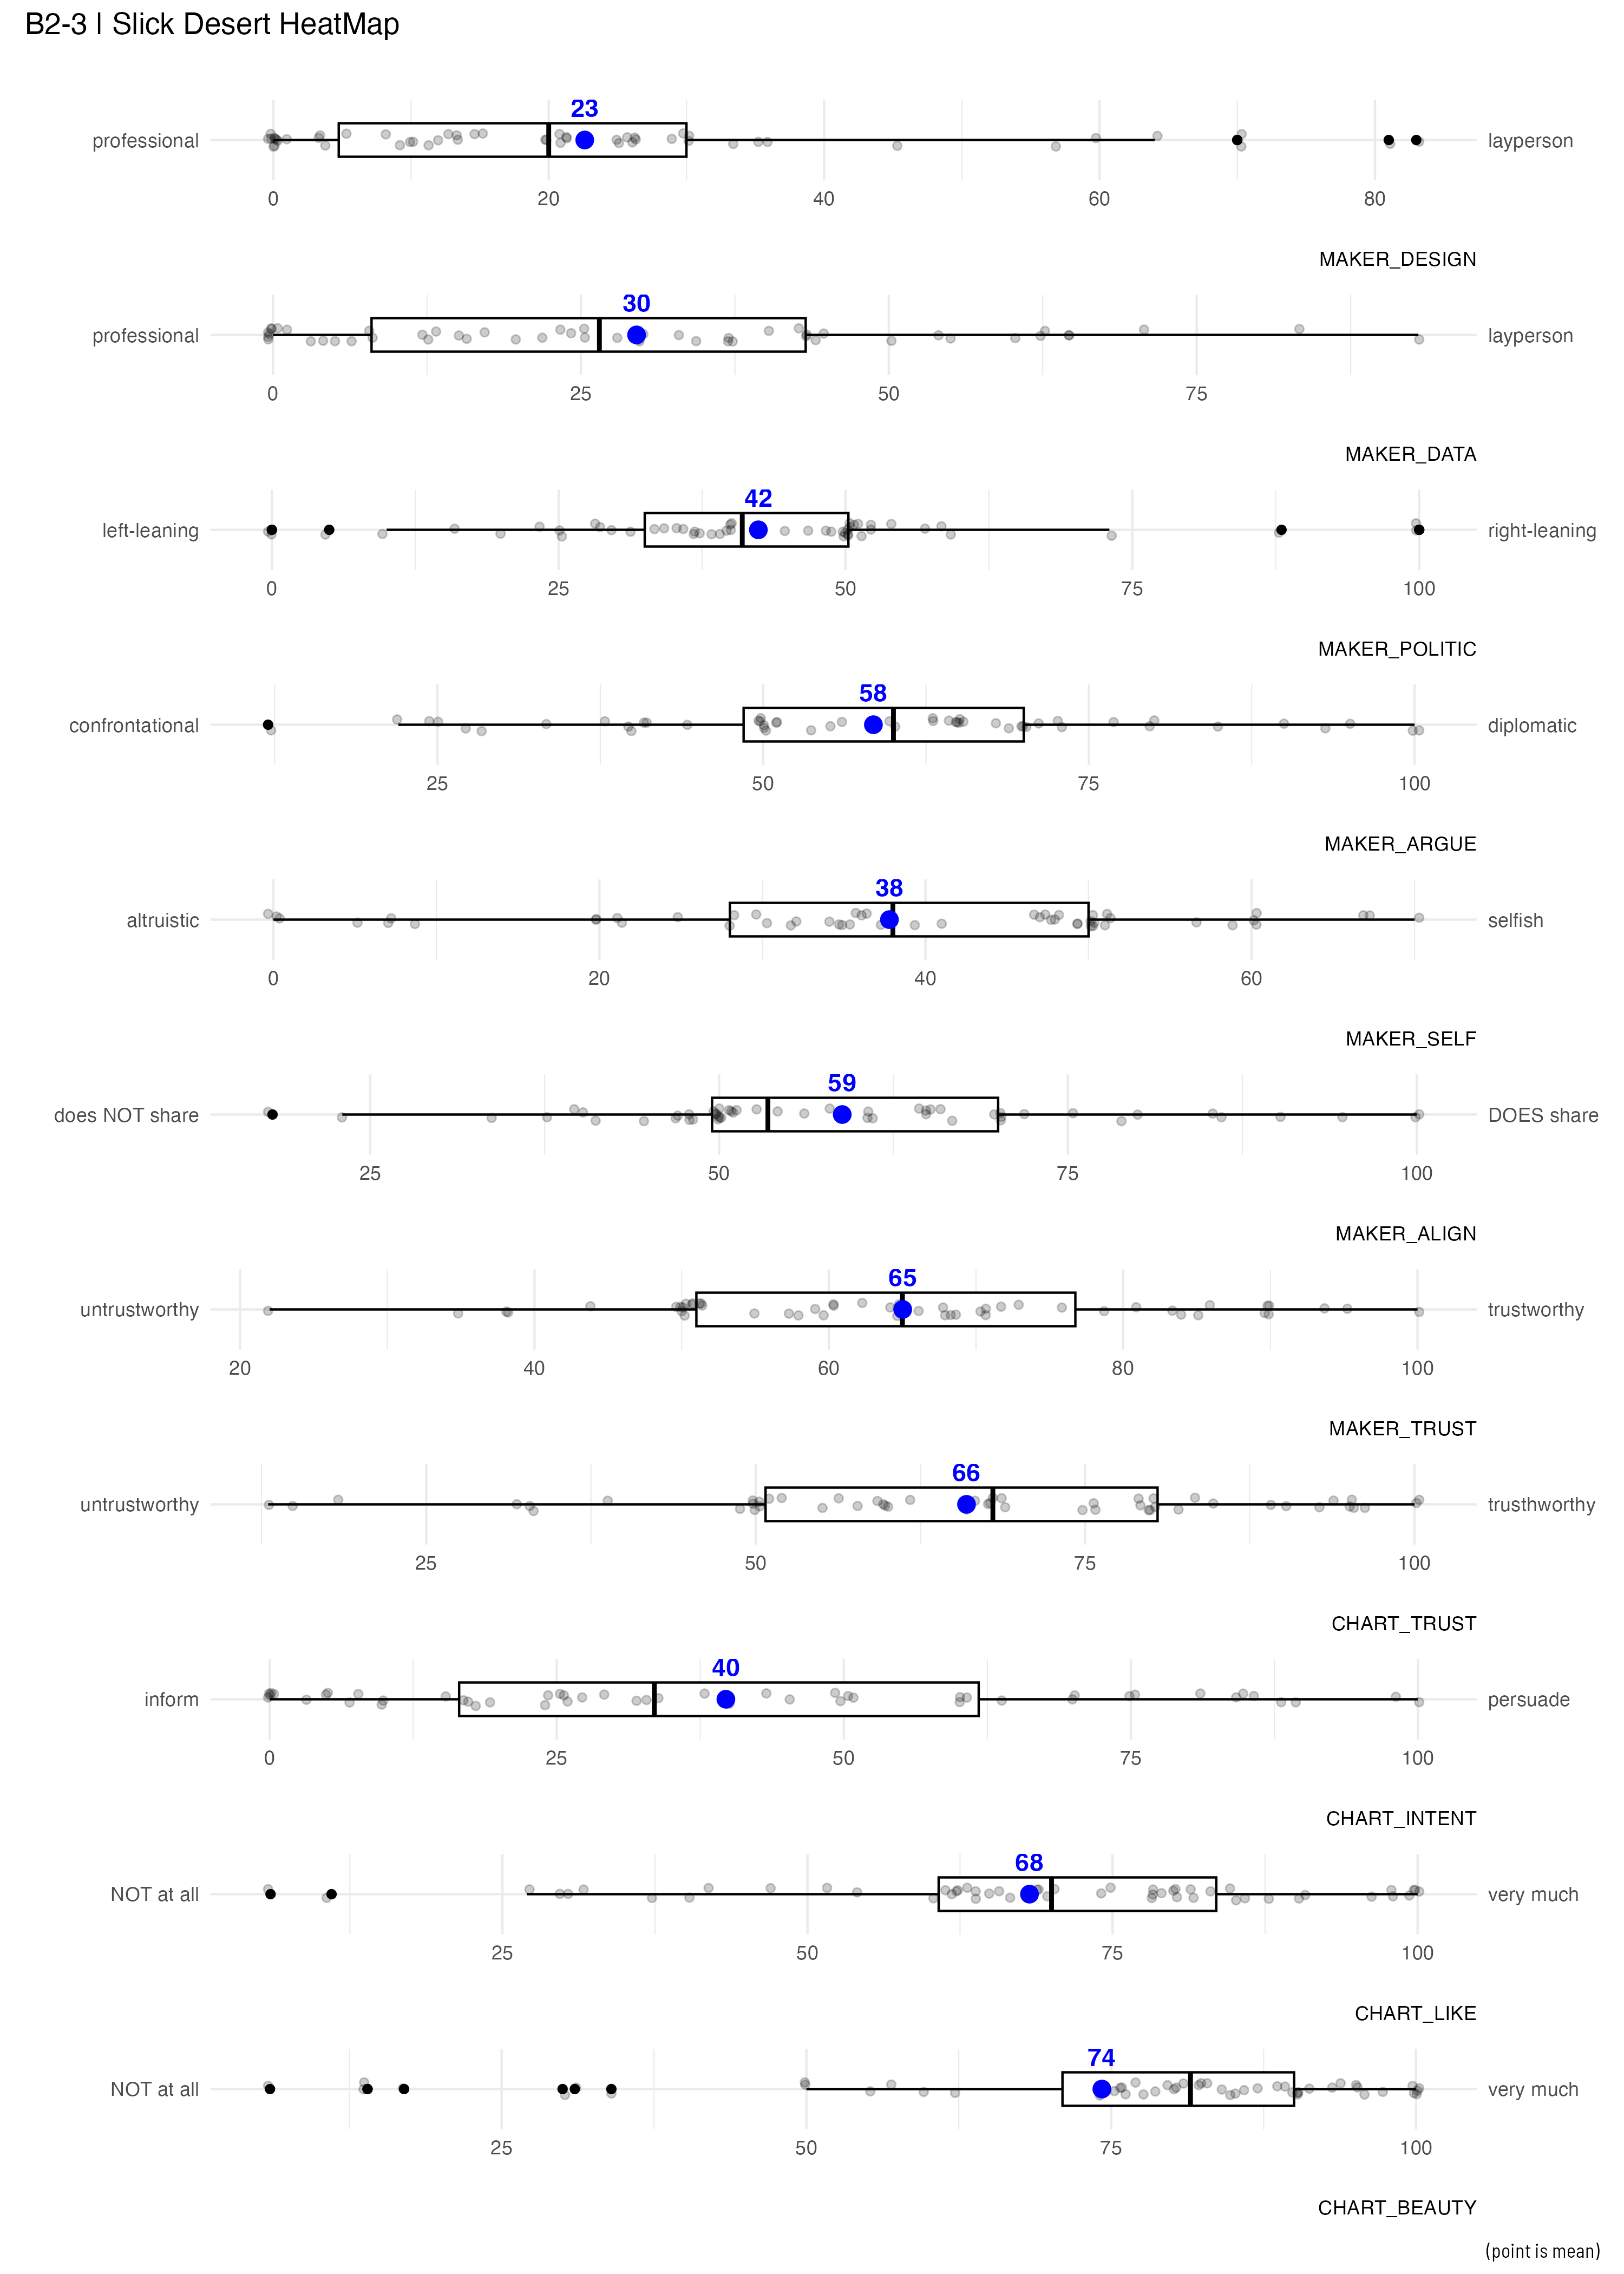 B2-3 | Slick Desert HeatMap
23
professional layperson
0 20 40 60 80
MAKER_DESIGN
30
professional layperson
0 25 50 75
MAKER_DATA
42
left-leaning right-leaning
0 25 50 75 100
MAKER_POLITIC
58
confrontational diplomatic
25 50 75 100
MAKER_ARGUE
38
altruistic selfish
0 20 40 60
MAKER_SELF
59
does NOT share DOES share
25 50 75 100
MAKER_ALIGN
65
untrustworthy trustworthy
20 40 60 80 100
MAKER_TRUST
66
untrustworthy trusthworthy
25 50 75 100
CHART_TRUST
40
inform persuade
0 25 50 75 100
CHART_INTENT
68
NOT at all very much
25 50 75 100
CHART_LIKE
74
NOT at all very much
25 50 75 100
CHART_BEAUTY
(point is mean)